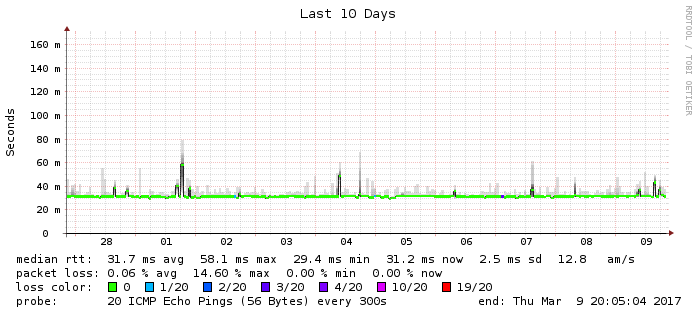 Last 10 Days
RRDTOOL / TOBI OETIKER
Seconds
160 m
140 m
120 m
100 m
80 m
60 m
40 m
20 m
0
28 01 02 03 04 05 06 07 08 09
median rtt: 31.7 ms avg 58.1 ms max 29.4 ms min 31.2 ms now 2.5 ms sd 12.8 am/s
packet loss: 0.06 % avg 14.60 % max 0.00 % min 0.00 % now
loss color: 0 1/20 2/20 3/20 4/20 10/20 19/20
probe: 20 ICMP Echo Pings (56 Bytes) every 300s end: Thu Mar 9 20:05:04 2017